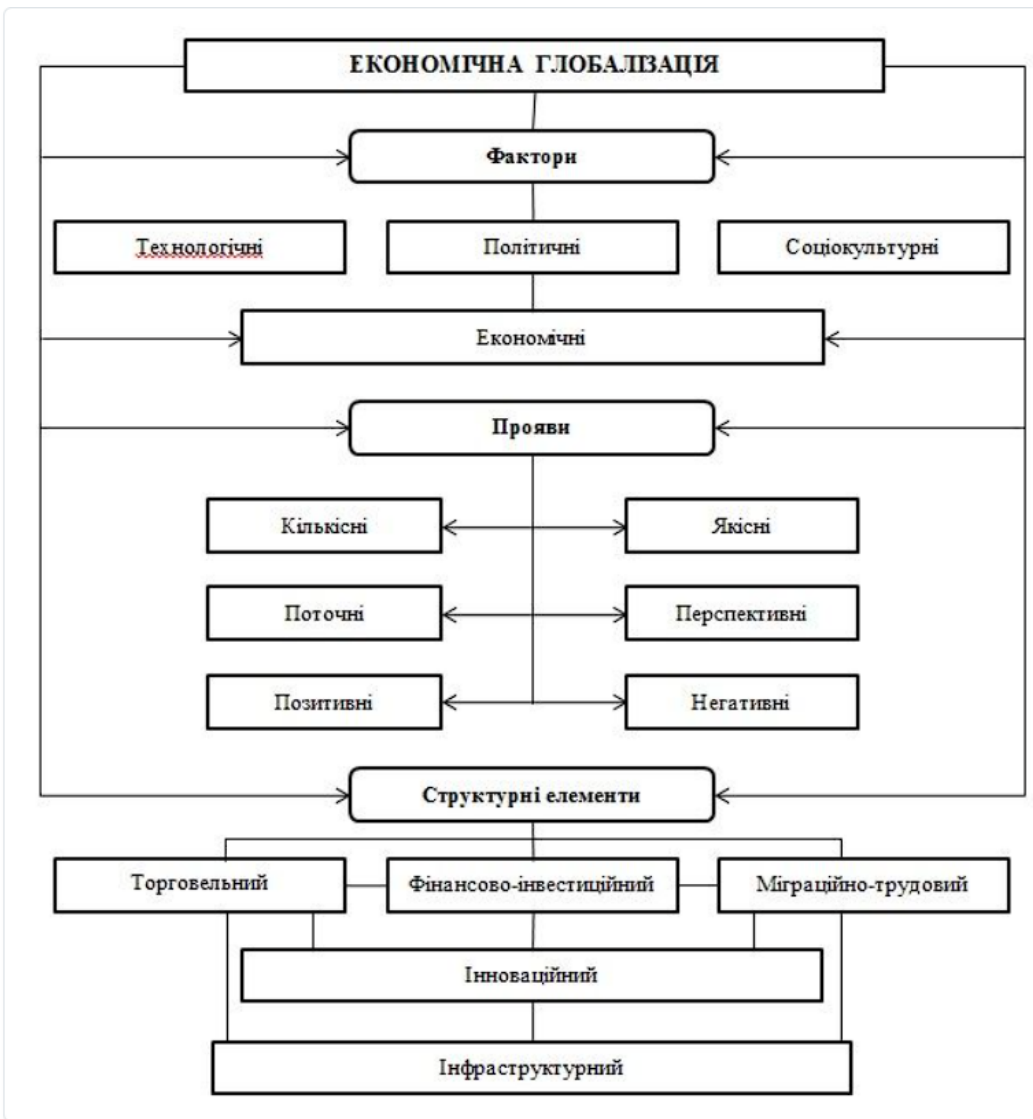 ЕКОНОМІЧНА ГЛОБАЛІЗАЦІЯ
Фактори
Технологічні
Політичні
Соціокультурні
Економічні
Прояви
Кількісні
Якісні
Поточні
Перспективні
Позитивні
Негативні
Структурні елементи
Торговельний
Фінансово-інвестиційний
Міграційно-трудовий
Інноваційний
Інфраструктурний